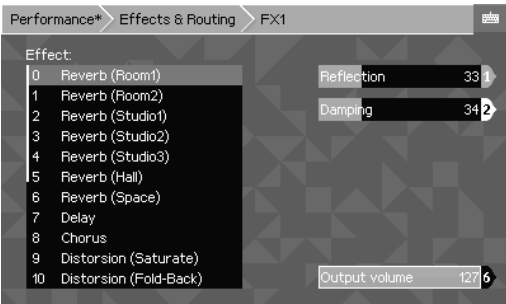 Performance* Effects & Routing FX1
Effect:
0 Reverb (Room1)
1 Reverb (Room2)
2 Reverb (Studio1)
3 Reverb (Studio2)
4 Reverb (Studio3)
5 Reverb (Hall)
6 Reverb (Space)
7 Delay
8 Chorus
9 Distorsion (Saturate)
10 Distorsion (Fold-Back)
Reflection 33 1
Damping 34 2
Output volume 127 6